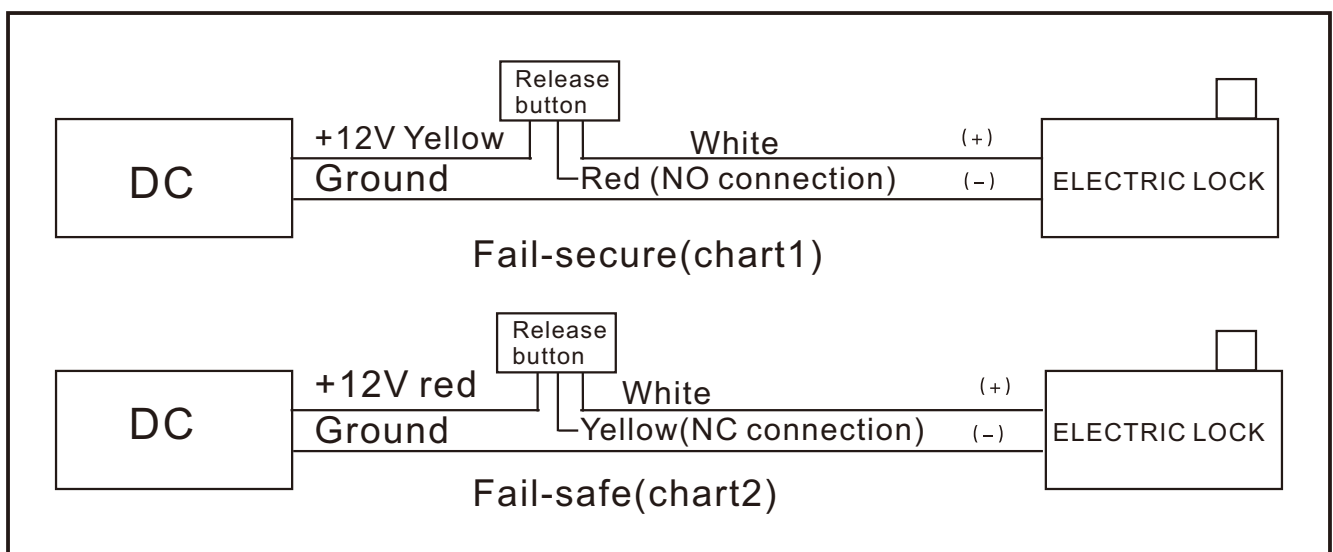 Release
button
+12V Yellow
White
(+)
DC
Ground
Red (NO connection)
(-)
ELECTRIC LOCK
Fail-secure(chart1)
Release
button
+12V red
White
(+)
DC
Ground
Yellow(NC connection)
(-)
ELECTRIC LOCK
Fail-safe(chart2)